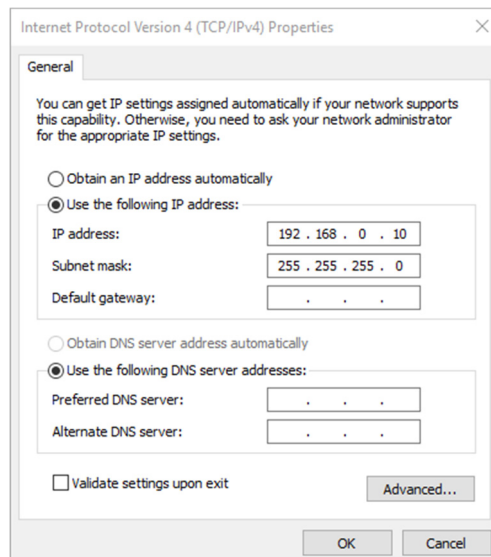 Internet Protocol Version 4 (TCP/IPv4) Properties
General
You can get IP settings assigned automatically if your network supports
this capability. Otherwise, you need to ask your network administrator
for the appropriate IP settings.
Obtain an IP address automatically
Use the following IP address:
IP address: 192 . 168 . 0 . 10
Subnet mask: 255 . 255 . 255 . 0
Default gateway: . . .
Obtain DNS server address automatically
Use the following DNS server addresses:
Preferred DNS server: . . .
Alternate DNS server: . . .
Validate settings upon exit
Advanced...
OK Cancel